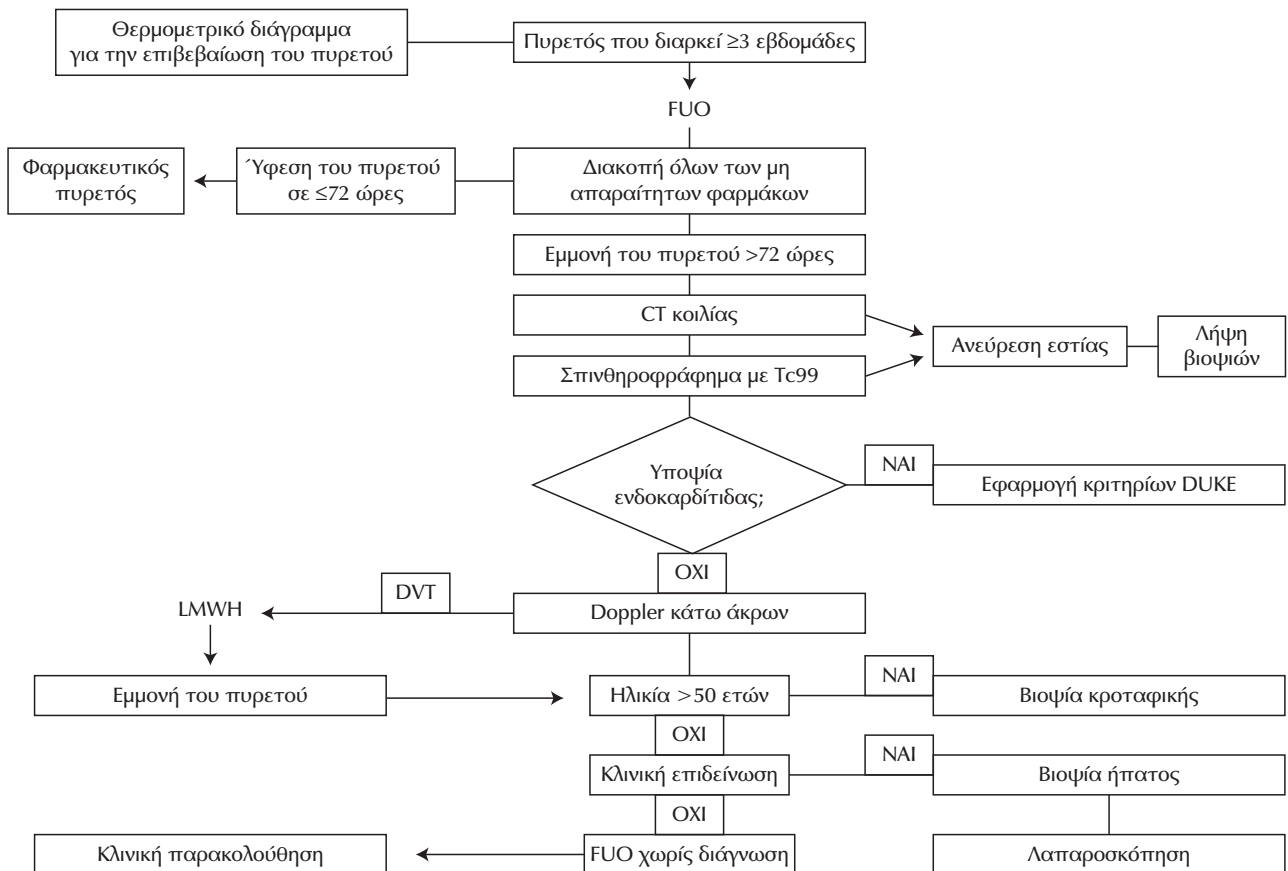 Θερμομετρικό διάγραμμα
για την επιβεβαίωση του πυρετού
Πυρετός που διαρκεί ≥3 εβδομάδες
FUO
Φαρμακευτικός
πυρετός
Ύφεση του πυρετού
σε ≤72 ώρες
Διακοπή όλων των μη
απαραίτητων φαρμάκων
Εμμονή του πυρετού >72 ώρες
CT κοιλίας
Ανεύρεση εστίας
Λήψη
βιοψιών
Σπινθηροφράφημα με Tc99
Υποψία
ενδοκαρδίτιδας;
ΝΑΙ
Εφαρμογή κριτηρίων DUKE
ΟΧΙ
DVT
LMWH
Doppler κάτω άκρων
Εμμονή του πυρετού
Ηλικία >50 ετών
ΝΑΙ
Βιοψία κροταφικής
ΟΧΙ
Κλινική επιδείνωση
ΝΑΙ
Βιοψία ήπατος
ΟΧΙ
Κλινική παρακολούθηση
FUO χωρίς διάγνωση
Λαπαροσκόπηση